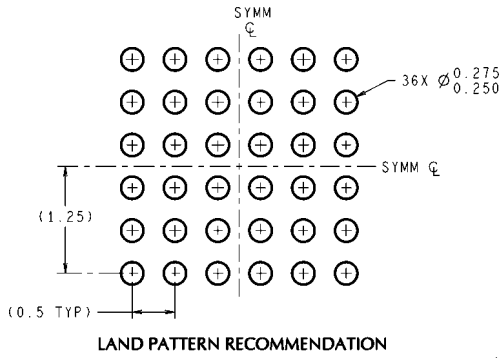 SYMM
℄
36X Ø 0.275
0.250
SYMM ℄
(1.25)
(0.5 TYP)
LAND PATTERN RECOMMENDATION